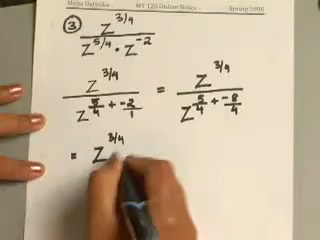 MT 120 Online Notes - Spring 2008
③ z^3/4
z^5/4 · z^-2
z^3/4 = z^3/4
z^5/4 + -2/1 z^5/4 + -8/4
= z^3/4